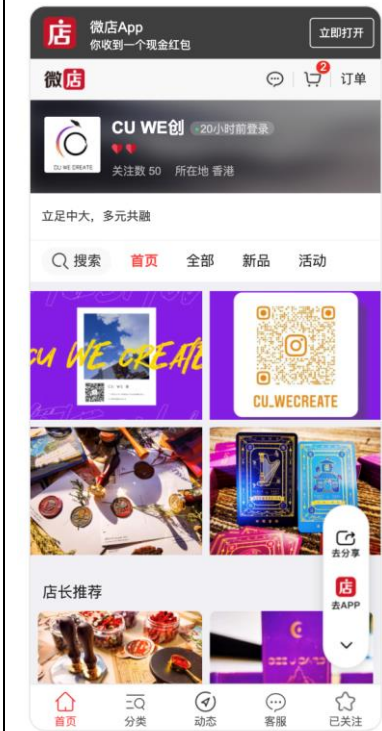 店
微店App
你收到一个现金红包
立即打开
微店
2
订单
CU WE CREATE
CU WE创
20小时前登录
关注数 50 所在地 香港
立足中大，多元共融
搜索 首页 全部 新品 活动
CU WE CREATE
CU_WECREATE
去分享
店
去APP
店长推荐
首页 分类 动态 客服 已关注